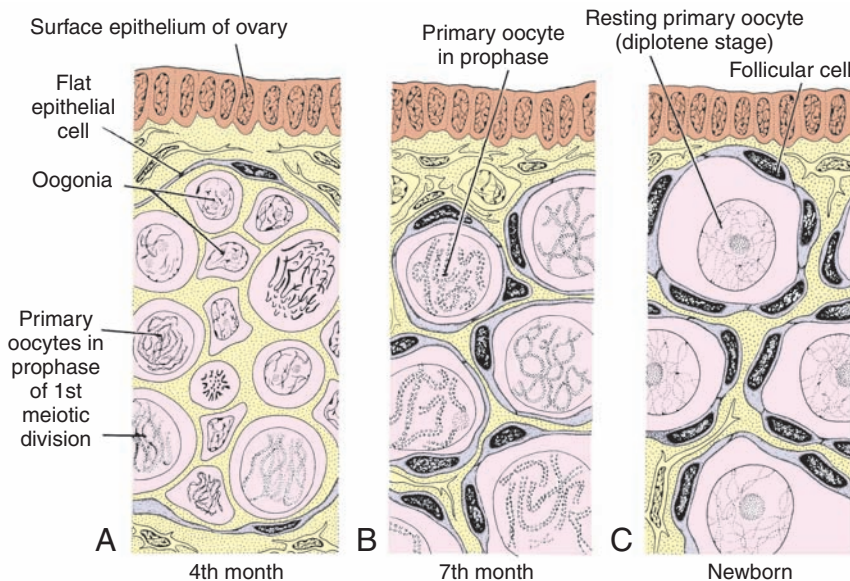 Surface epithelium of ovary
Flat
epithelial
cell
Oogonia
Primary
oocytes in
prophase
of 1st
meiotic
division
Primary oocyte
in prophase
Resting primary oocyte
(diplotene stage)
Follicular cell
A
B
C
4th month
7th month
Newborn